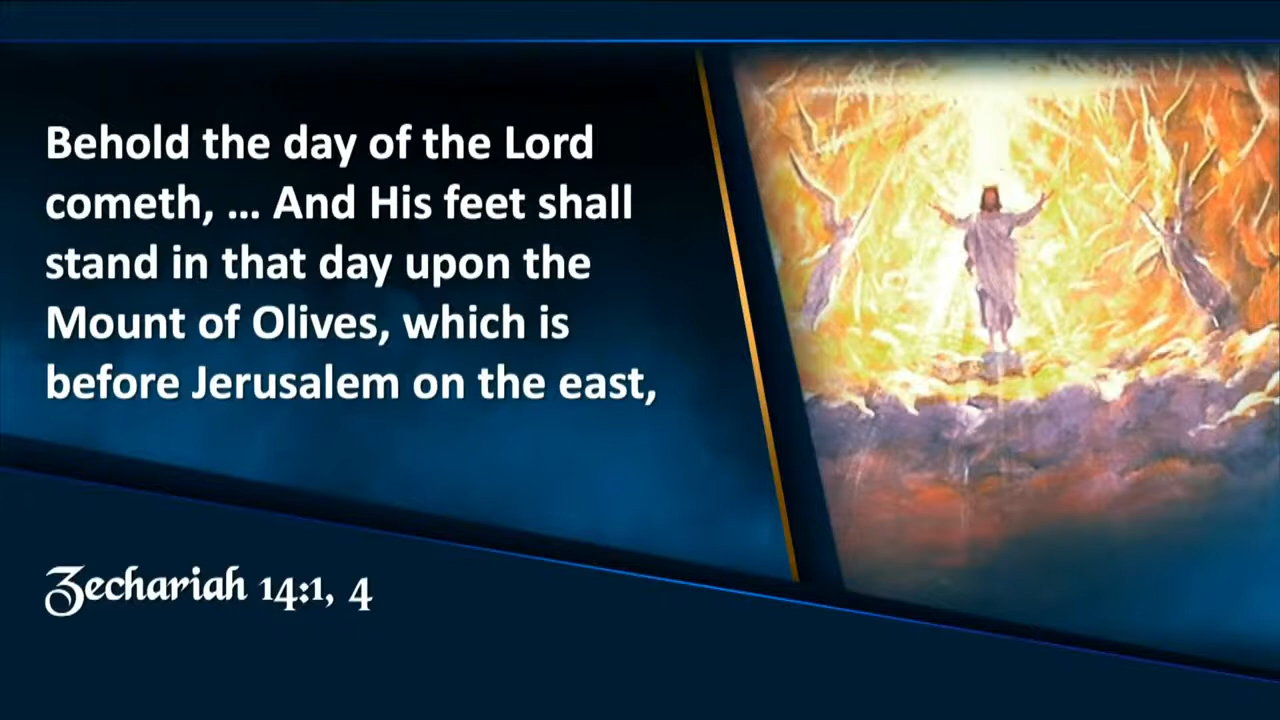 Behold the day of the Lord
cometh, ... And His feet shall
stand in that day upon the
Mount of Olives, which is
before Jerusalem on the east,
Zechariah 14:1, 4